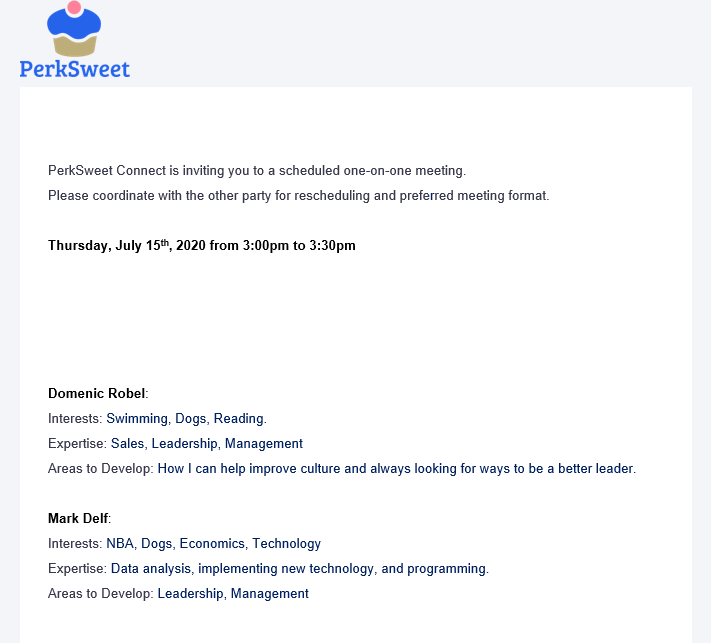 PerkSweet
PerkSweet Connect is inviting you to a scheduled one-on-one meeting.
Please coordinate with the other party for rescheduling and preferred meeting format.
Thursday, July 15th, 2020 from 3:00pm to 3:30pm
Domenic Robel:
Interests: Swimming, Dogs, Reading.
Expertise: Sales, Leadership, Management
Areas to Develop: How I can help improve culture and always looking for ways to be a better leader.
Mark Delf:
Interests: NBA, Dogs, Economics, Technology
Expertise: Data analysis, implementing new technology, and programming.
Areas to Develop: Leadership, Management